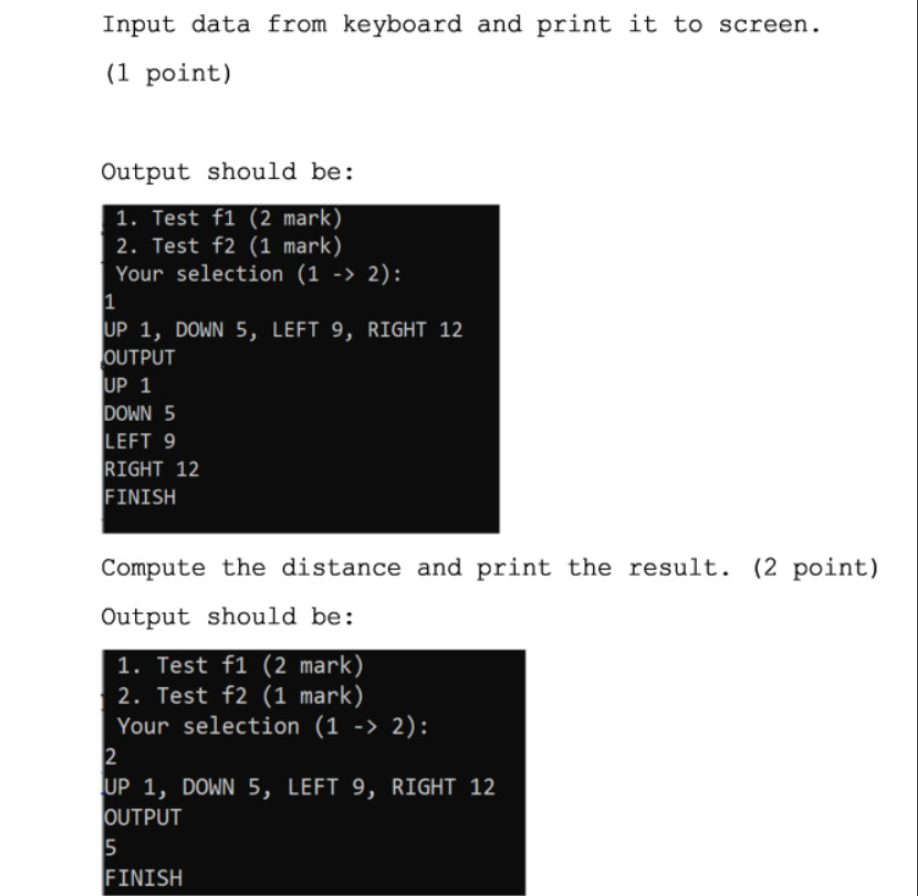 Input data from keyboard and print it to screen.
(1 point)
Output should be:
1. Test f1 (2 mark)
2. Test f2 (1 mark)
Your selection (1 -> 2):
1
UP 1, DOWN 5, LEFT 9, RIGHT 12
OUTPUT
UP 1
DOWN 5
LEFT 9
RIGHT 12
FINISH
Compute the distance and print the result. (2 point)
Output should be:
1. Test f1 (2 mark)
2. Test f2 (1 mark)
Your selection (1 -> 2):
2
UP 1, DOWN 5, LEFT 9, RIGHT 12
OUTPUT
5
FINISH